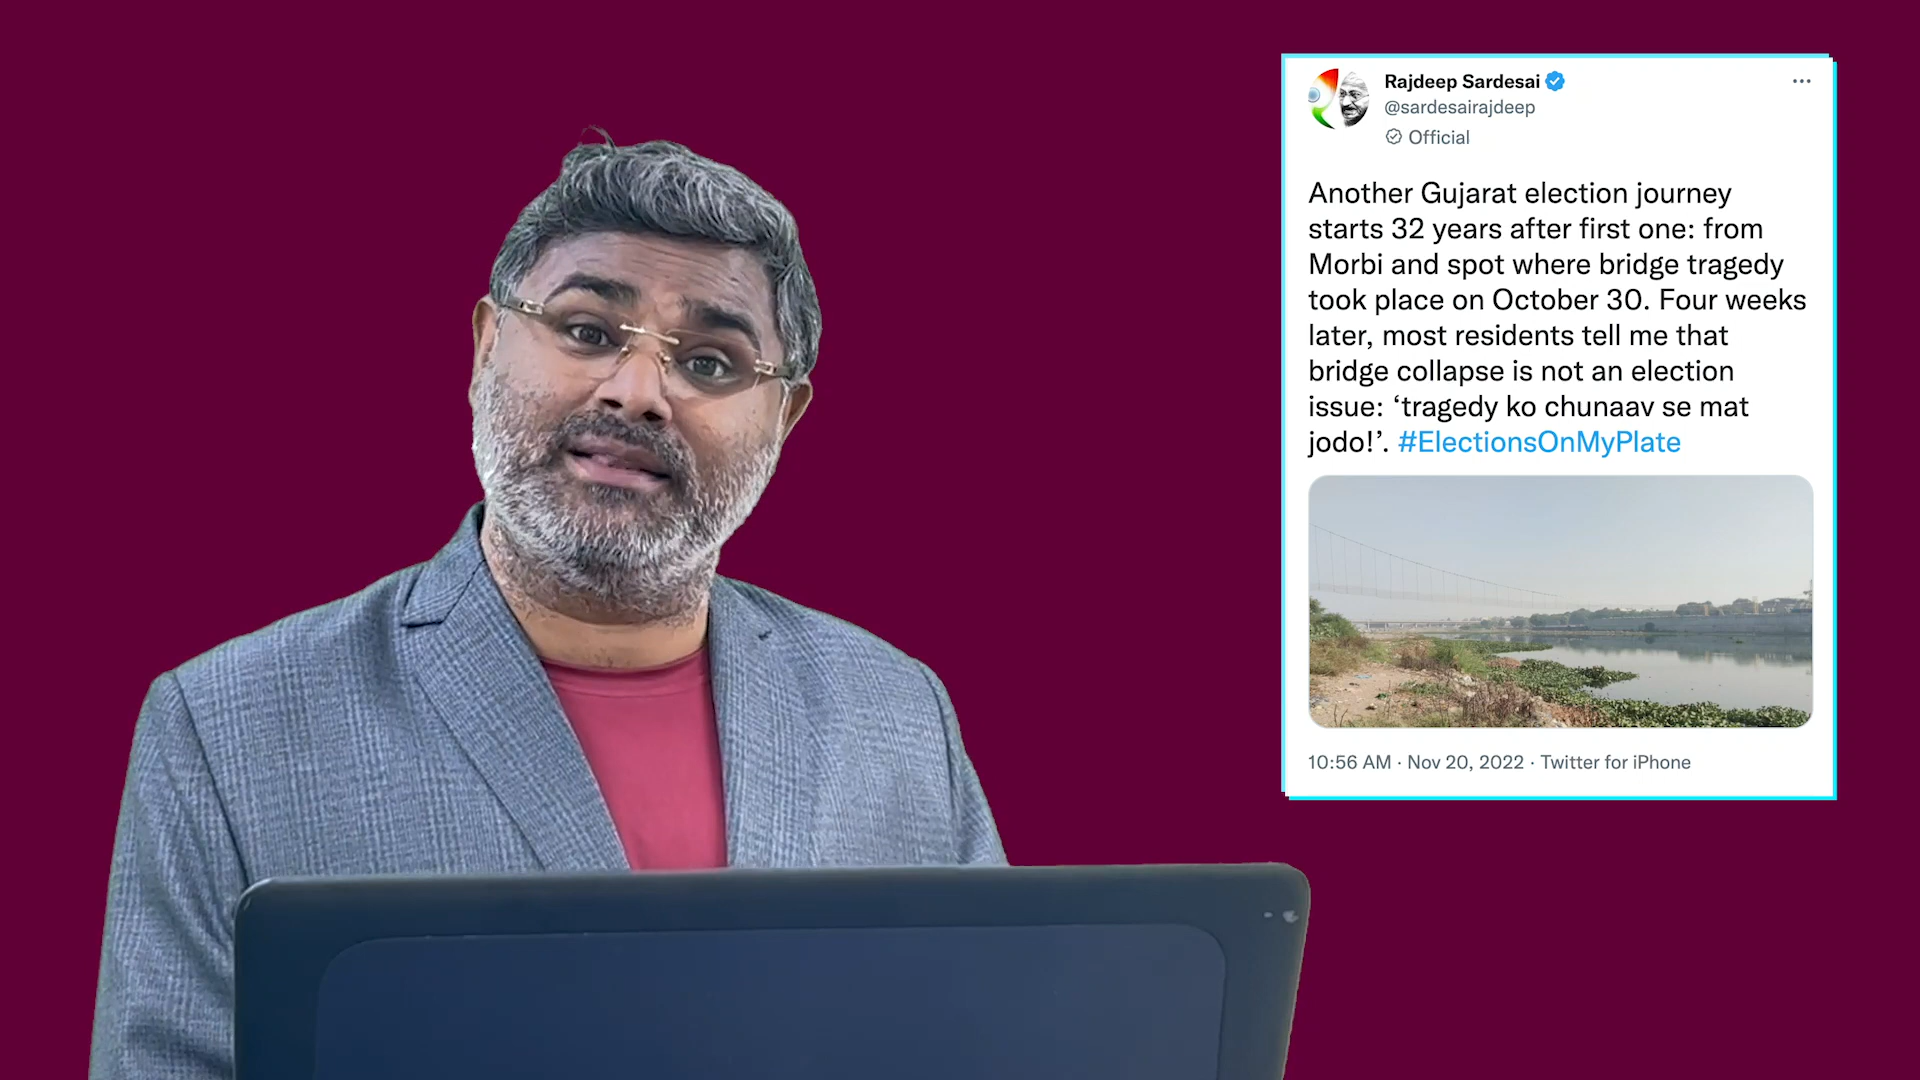 Rajdeep Sardesai
@sardesairajdeep
Official
Another Gujarat election journey
starts 32 years after first one: from
Morbi and spot where bridge tragedy
took place on October 30. Four weeks
later, most residents tell me that
bridge collapse is not an election
issue: ‘tragedy ko chunaav se mat
jodo!’. #ElectionsOnMyPlate
10:56 AM · Nov 20, 2022 · Twitter for iPhone